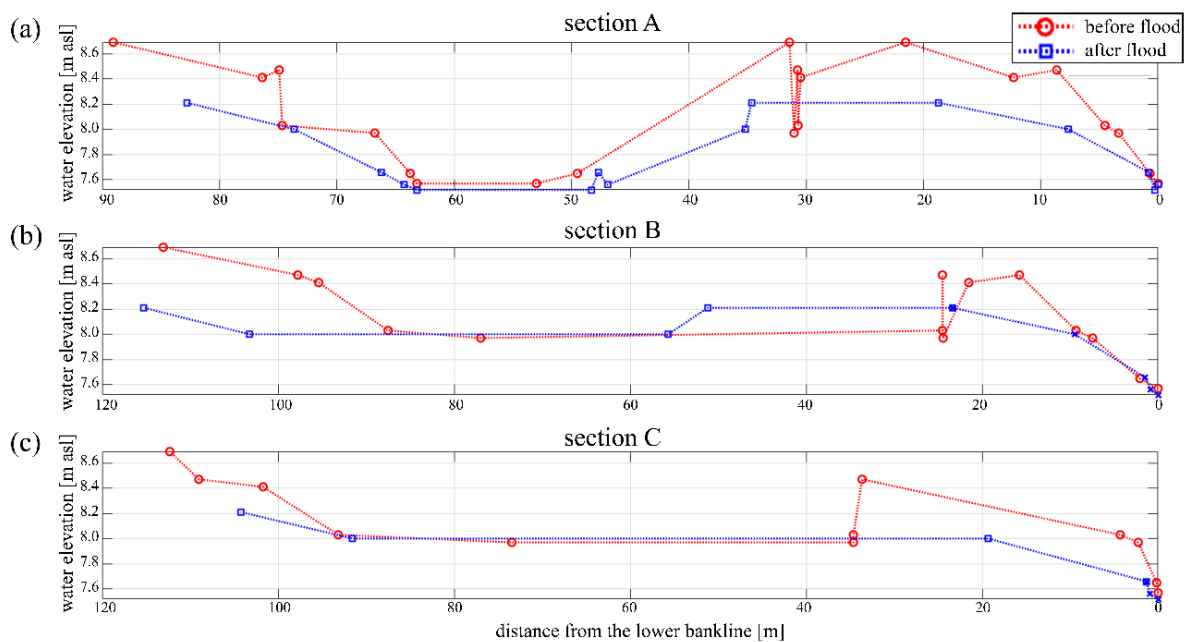 (a)
section A
before flood
after flood
water elevation [m asl]
8.6
8.4
8.2
8.0
7.8
7.6
90 80 70 60 50 40 30 20 10 0
(b)
section B
water elevation [m asl]
8.6
8.4
8.2
8.0
7.8
7.6
120 100 80 60 40 20 0
(c)
section C
water elevation [m asl]
8.6
8.4
8.2
8.0
7.8
7.6
120 100 80 60 40 20 0
distance from the lower bankline [m]